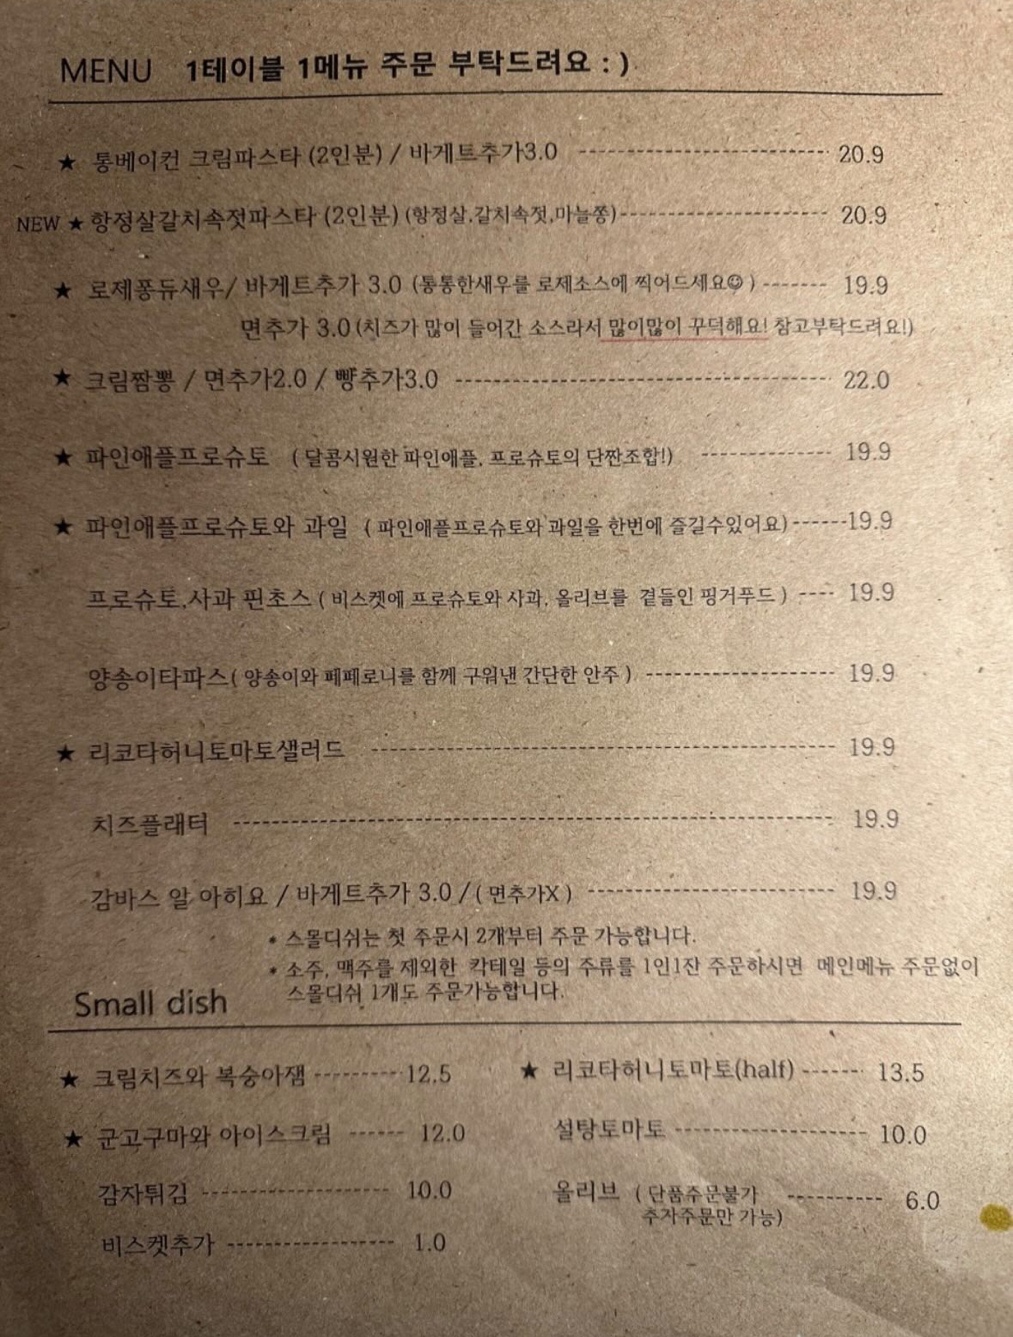 MENU 1테이블 1메뉴 주문 부탁드려요 : )
★ 통베이컨 크림파스타 (2인분) / 바게트추가3.0 ---------- 20.9
NEW ★ 항정살갈치속젓파스타 (2인분) (항정살,갈치속젓,마늘쫑)---------- 20.9
★ 로제퐁듀새우/ 바게트추가 3.0 (통통한새우를 로제소스에 찍어드세요☺ ) ------- 19.9
면추가 3.0 (치즈가 많이 들어간 소스라서 많이많이 꾸덕해요! 참고부탁드려요!)
★ 크림짬뽕 / 면추가2.0 / 빵추가3.0 ---------- 22.0
★ 파인애플프로슈토 ( 달콤시원한 파인애플, 프로슈토의 단짠조합!) ---------- 19.9
★ 파인애플프로슈토와 과일 ( 파인애플프로슈토와 과일을 한번에 즐길수있어요) ------19.9
프로슈토,사과 핀초스 ( 비스켓에 프로슈토와 사과, 올리브를 곁들인 핑거푸드 ) ---- 19.9
양송이타파스( 양송이와 페페로니를 함께 구워낸 간단한 안주 ) ---------- 19.9
★ 리코타허니토마토샐러드 ---------- 19.9
치즈플래터 ---------- 19.9
감바스 알 아히요 / 바게트추가 3.0 / ( 면추가X ) ---------- 19.9
* 스몰디쉬는 첫 주문시 2개부터 주문 가능합니다.
* 소주, 맥주를 제외한 칵테일 등의 주류를 1인1잔 주문하시면 메인메뉴 주문없이
스몰디쉬 1개도 주문가능합니다.
Small dish
★ 크림치즈와 복숭아잼 --------- 12.5
★ 군고구마와 아이스크림 ------ 12.0
감자튀김 ---------- 10.0
비스켓추가 ---------- 1.0
★ 리코타허니토마토(half) ------ 13.5
설탕토마토 ---------- 10.0
올리브 ( 단품주문불가 --------- 6.0
추자주문만 가능)